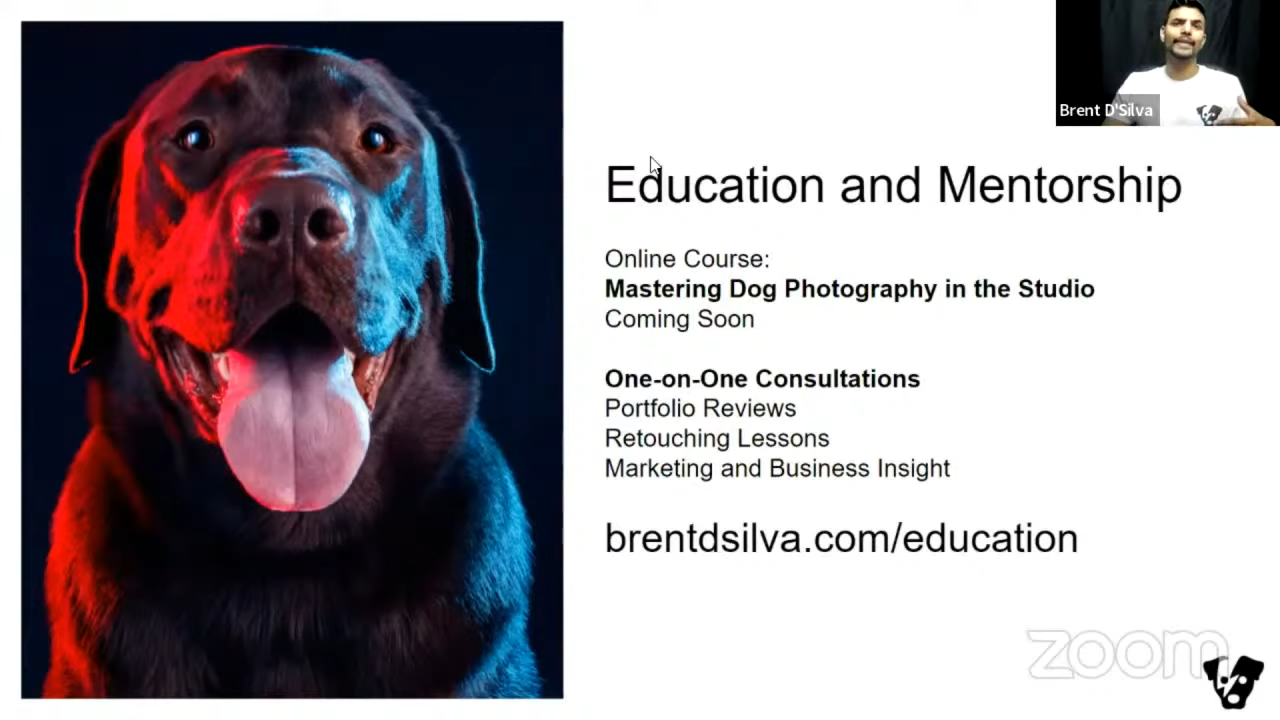 Brent D'Silva
Education and Mentorship
Online Course:
Mastering Dog Photography in the Studio
Coming Soon
One-on-One Consultations
Portfolio Reviews
Retouching Lessons
Marketing and Business Insight
brentdsilva.com/education
zoom